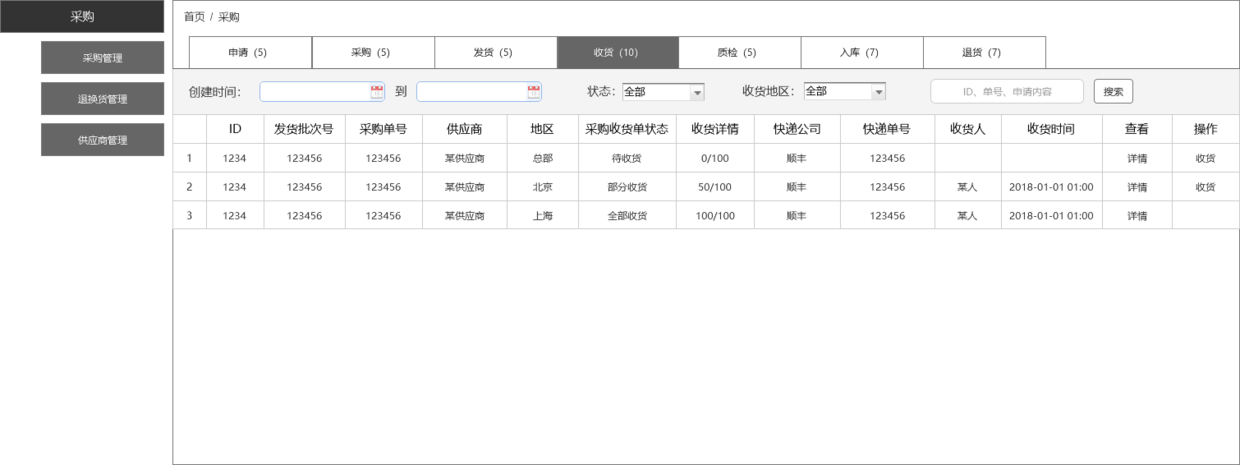 采购
采购管理
退换货管理
供应商管理
首页 / 采购
申请 (5) 采购 (5) 发货 (5) 收货 (10) 质检 (5) 入库 (7) 退货 (7)
创建时间： 到 状态： 全部 收货地区： 全部 ID、单号、申请内容 搜索
ID 发货批次号 采购单号 供应商 地区 采购收货单状态 收货详情 快递公司 快递单号 收货人 收货时间 查看 操作
1 1234 123456 123456 某供应商 总部 待收货 0/100 顺丰 123456 详情 收货
2 1234 123456 123456 某供应商 北京 部分收货 50/100 顺丰 123456 某人 2018-01-01 01:00 详情 收货
3 1234 123456 123456 某供应商 上海 全部收货 100/100 顺丰 123456 某人 2018-01-01 01:00 详情